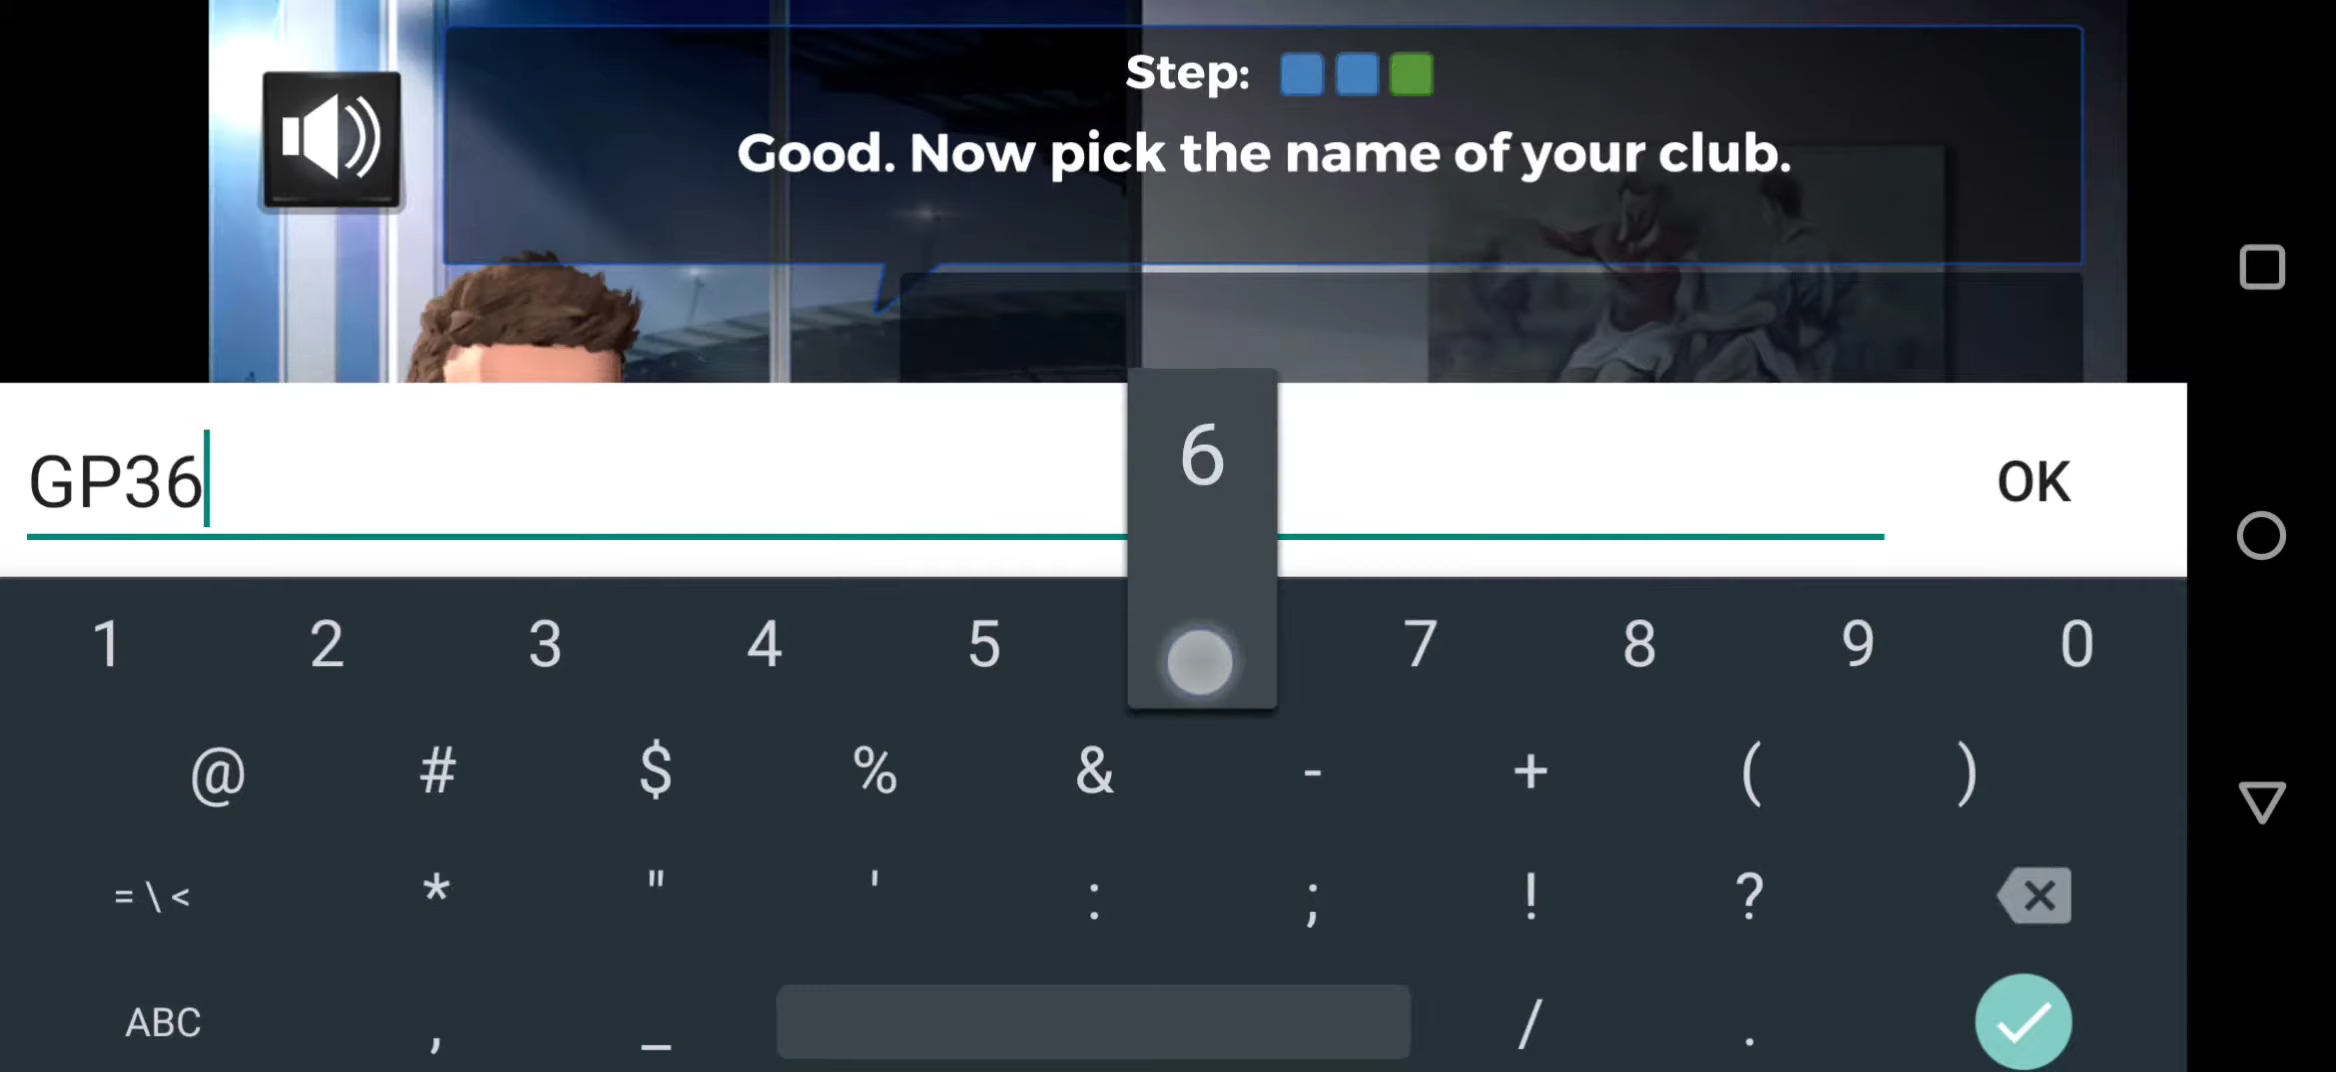 Step:
Good. Now pick the name of your club.
6
GP36
OK
1 2 3 4 5 7 8 9 0
@ # $ % & - + ( )
= \ < * " ' : ; ! ?
ABC , _ / .